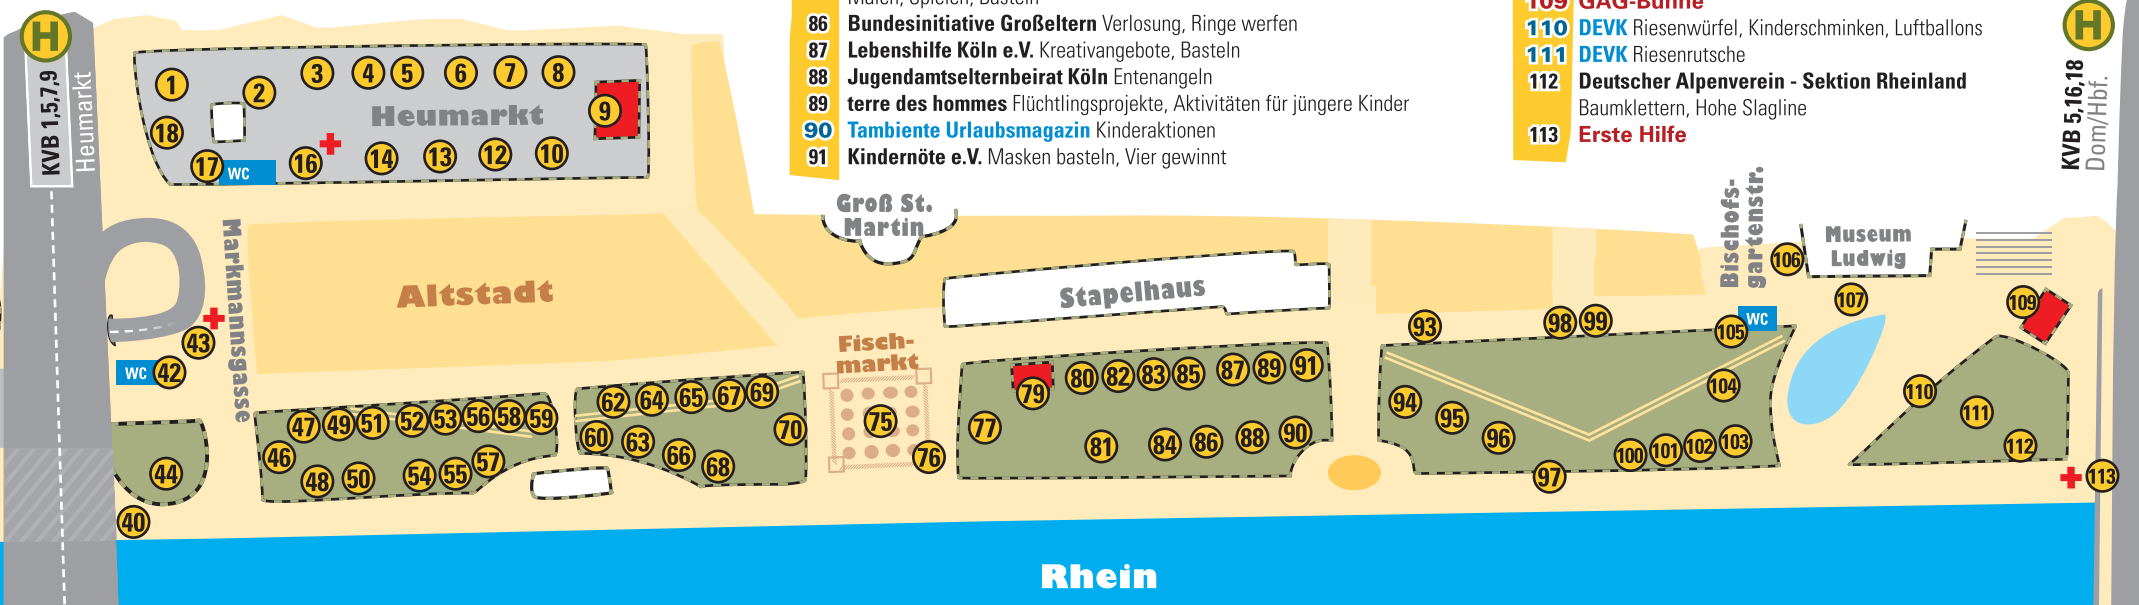 Malen, Spielen, Basteln
86 Bundesinitiative Großeltern Verlosung, Ringe werfen
87 Lebenshilfe Köln e.V. Kreativangebote, Basteln
88 Jugendamtselternbeirat Köln Entenangeln
89 terre des hommes Flüchtlingsprojekte, Aktivitäten für jüngere Kinder
90 Tambiente Urlaubsmagazin Kinderaktionen
91 Kindernöte e.V. Masken basteln, Vier gewinnt
109 GAG-Bühne
110 DEVK Riesenwürfel, Kinderschminken, Luftballons
111 DEVK Riesenrutsche
112 Deutscher Alpenverein - Sektion Rheinland
Baumklettern, Hohe Slagline
113 Erste Hilfe
H
KVB 1,5,7,9
Heumarkt
H
KVB 5,16,18
Dom/Hbf.
1
2
3
4
5
6
7
8
9
Heumarkt
18
17
WC
16
14
13
12
10
Markmannsgasse
Altstadt
Groß St.
Martin
Stapelhaus
Fisch-
markt
Bischofs-
gartenstr.
Museum
Ludwig
43
WC
42
44
40
47
49
51
52
53
56
58
59
46
48
50
54
55
57
62
64
65
67
69
60
63
66
68
70
75
76
77
79
80
82
83
85
87
89
91
81
84
86
88
90
93
98
99
WC
105
106
107
109
94
95
96
97
104
100
101
102
103
110
111
112
113
Rhein